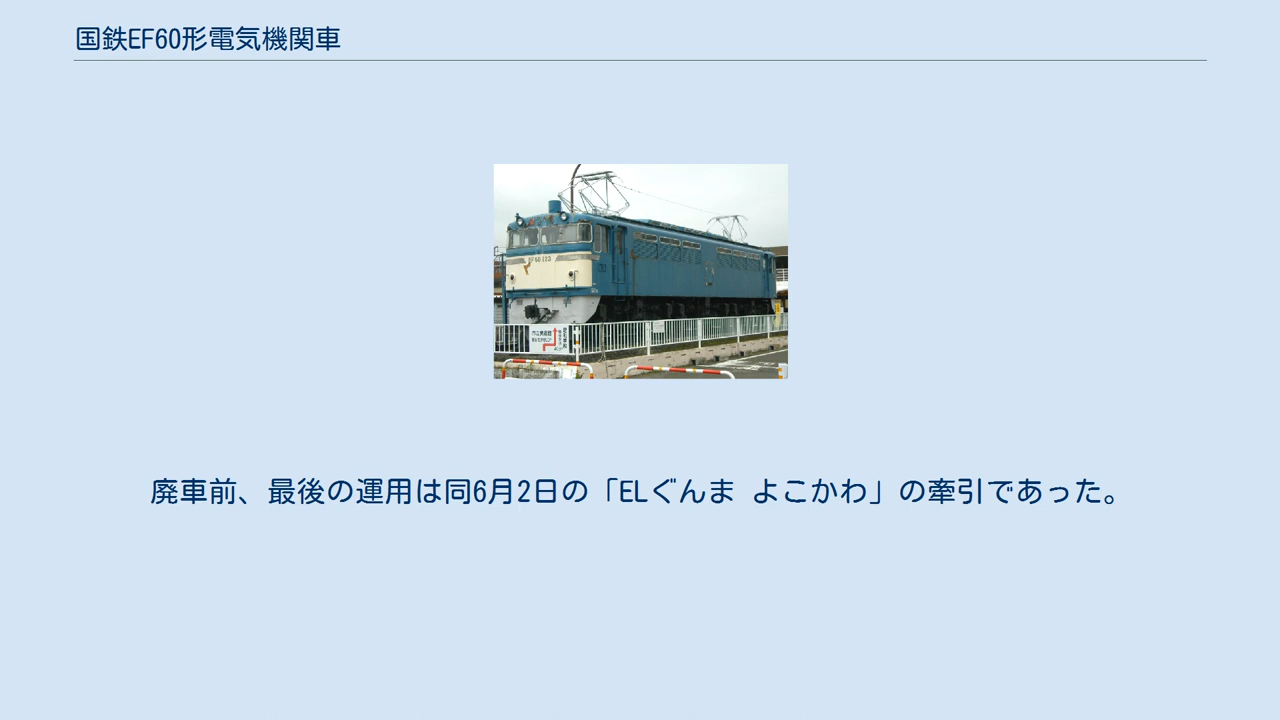 国鉄EF60形電気機関車
EF60 123
廃車前、最後の運用は同6月2日の「ELぐんま よこかわ」の牽引であった。